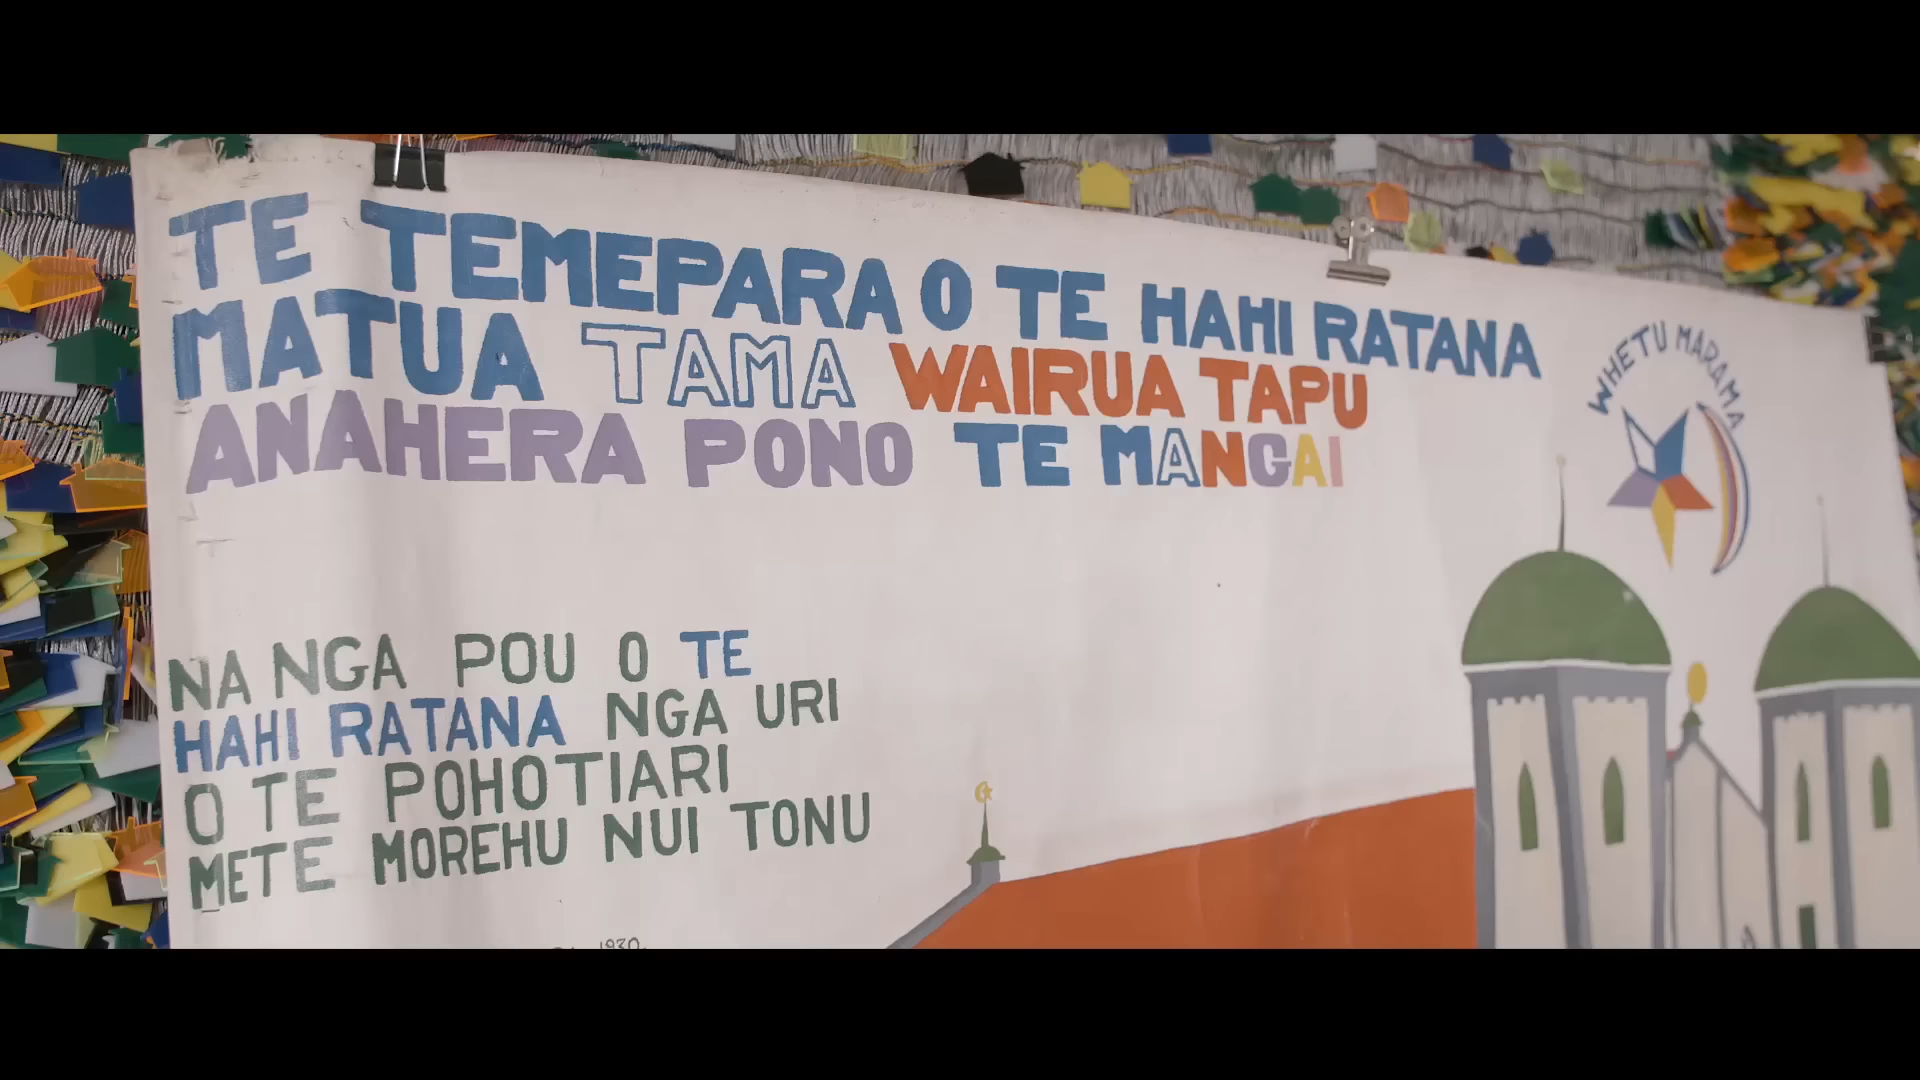 TE TEMEPARA O TE HAHI RATANA
MATUA TAMA WAIRUA TAPU
ANAHERA PONO TE MANGAI
WHETU MARAMA
NA NGA POU O TE
HAHI RATANA NGA URI
O TE POHOTIARI
METE MOREHU NUI TONU
1930.